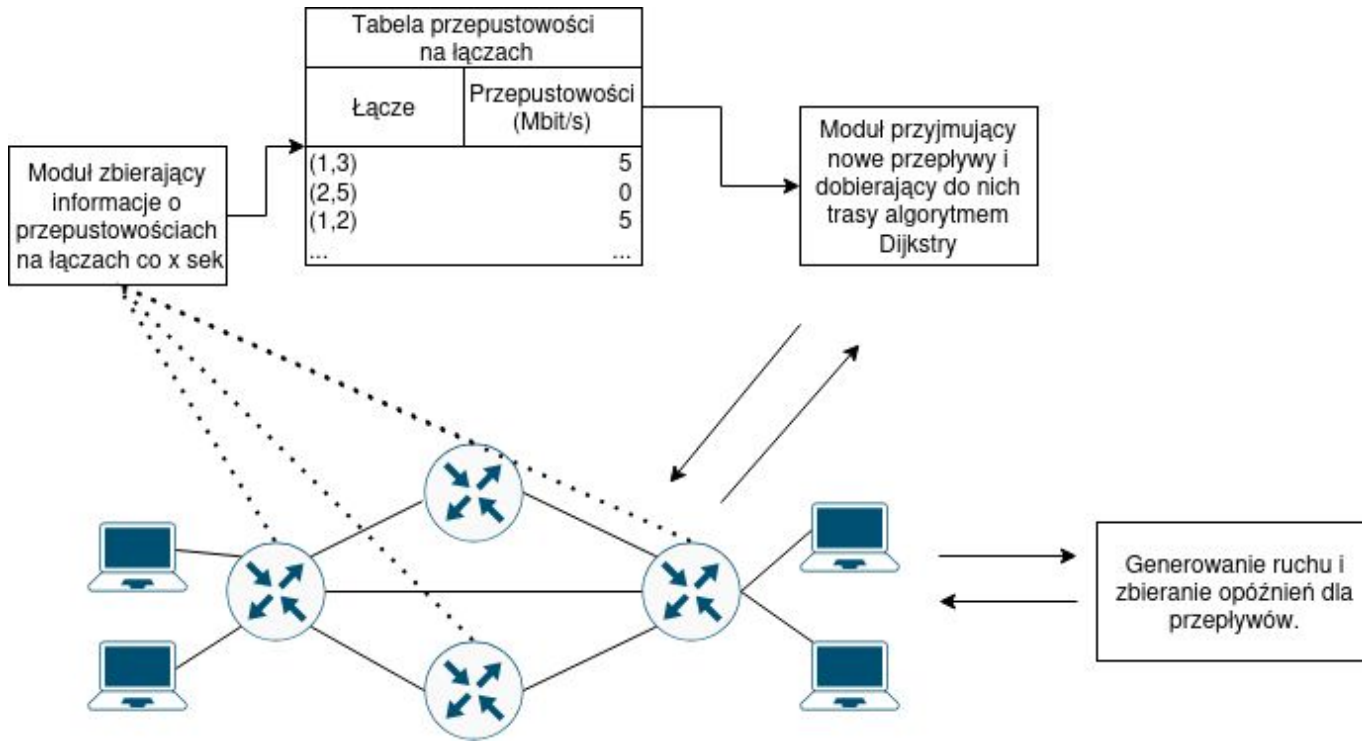 Tabela przepustowości
na łączach
Łącze
Przepustowości
(Mbit/s)
(1,3) 5
(2,5) 0
(1,2) 5
... ...
Moduł zbierający
informacje o
przepustowościach
na łączach co x sek
Moduł przyjmujący
nowe przepływy i
dobierający do nich
trasy algorytmem
Dijkstry
Generowanie ruchu i
zbieranie opóźnień dla
przepływów.